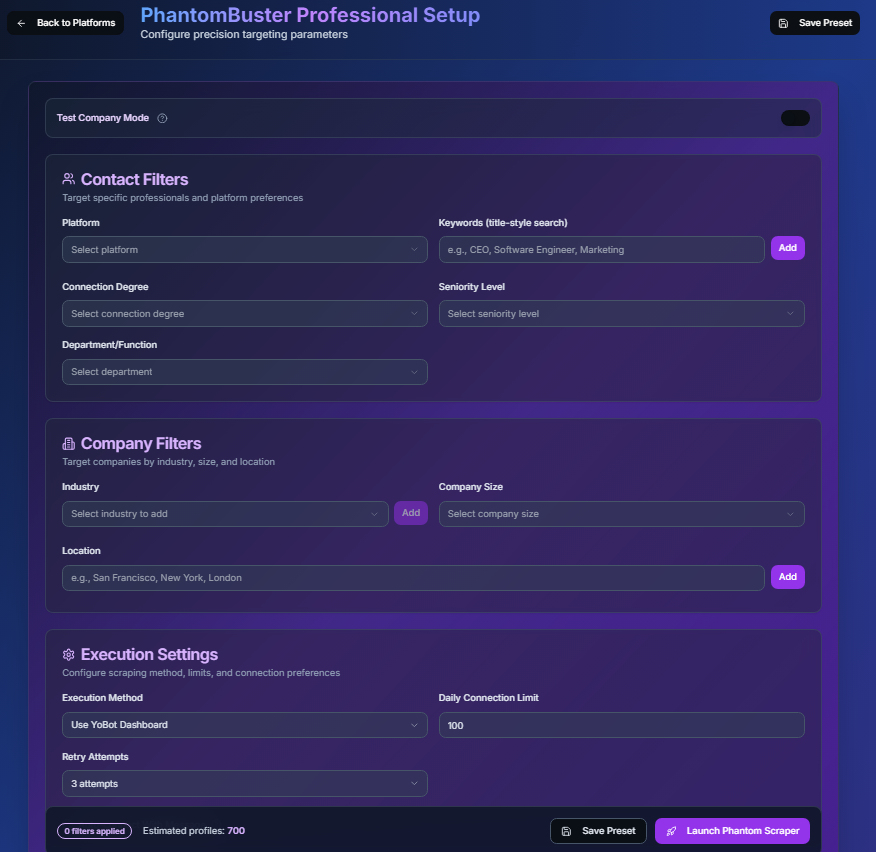 Back to Platforms
PhantomBuster Professional Setup
Configure precision targeting parameters
Save Preset
Test Company Mode
Contact Filters
Target specific professionals and platform preferences
Platform
Select platform
Keywords (title-style search)
e.g., CEO, Software Engineer, Marketing
Add
Connection Degree
Select connection degree
Seniority Level
Select seniority level
Department/Function
Select department
Company Filters
Target companies by industry, size, and location
Industry
Select industry to add
Add
Company Size
Select company size
Location
e.g., San Francisco, New York, London
Add
Execution Settings
Configure scraping method, limits, and connection preferences
Execution Method
Use YoBot Dashboard
Daily Connection Limit
100
Retry Attempts
3 attempts
0 filters applied
Estimated profiles: 700
Save Preset
Launch Phantom Scraper